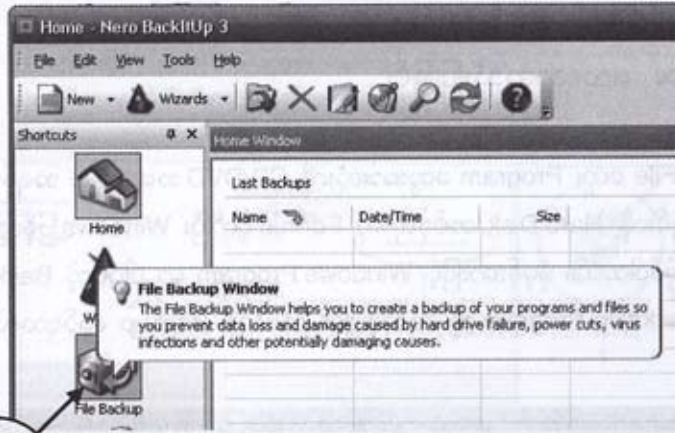 Home - Nero BackItUp 3
File Edit View Tools Help
New Wizards
Shortcuts
Home Window
Home
Last Backups
Name Date/Time Size
File Backup Window
The File Backup Window helps you to create a backup of your programs and files so
you prevent data loss and damage caused by hard drive failure, power cuts, virus
infections and other potentially damaging causes.
W
File Backup